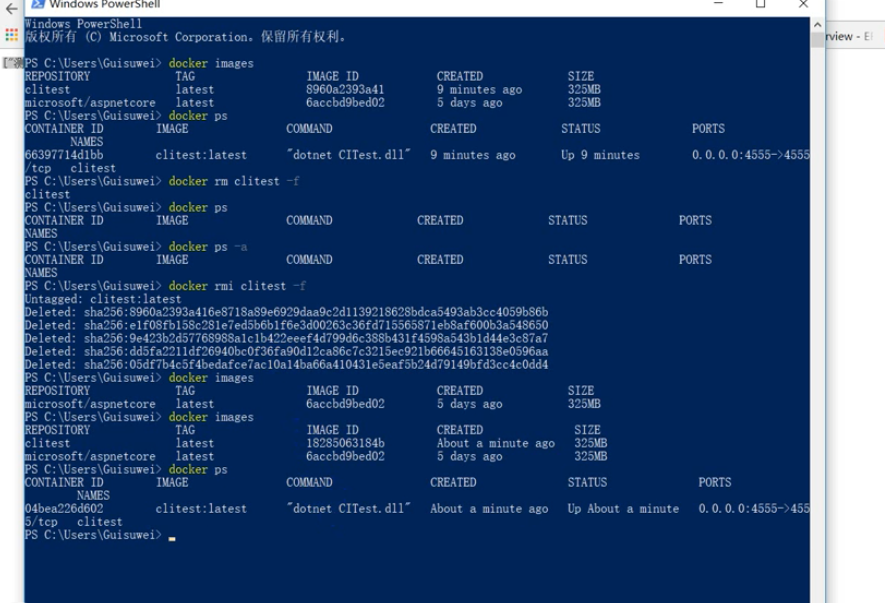 Windows PowerShell
rview - El
Windows PowerShell
版权所有 (C) Microsoft Corporation。保留所有权利。
PS C:\Users\Guisuwei> docker images
REPOSITORY TAG IMAGE ID CREATED SIZE
clitest latest 8960a2393a41 9 minutes ago 325MB
microsoft/aspnetcore latest 6accbd9bed02 5 days ago 325MB
PS C:\Users\Guisuwei> docker ps
CONTAINER ID IMAGE COMMAND CREATED STATUS PORTS
NAMES
66397714d1bb clitest:latest "dotnet CITest.dll" 9 minutes ago Up 9 minutes 0.0.0.0:4555->4555
/tcp clitest
PS C:\Users\Guisuwei> docker rm clitest -f
clitest
PS C:\Users\Guisuwei> docker ps
CONTAINER ID IMAGE COMMAND CREATED STATUS PORTS
NAMES
PS C:\Users\Guisuwei> docker ps -a
CONTAINER ID IMAGE COMMAND CREATED STATUS PORTS
NAMES
PS C:\Users\Guisuwei> docker rmi clitest -f
Untagged: clitest:latest
Deleted: sha256:8960a2393a416e8718a89e6929daa9c2d1139218628bdca5493ab3cc4059b86b
Deleted: sha256:e1f08fb158c281e7ed5b6b1f6e3d00263c36fd715565871eb8af600b3a548650
Deleted: sha256:9e423b2d57768988a1c1b422eeef4d799d6c388b431f4598a543b1d44e3c87a7
Deleted: sha256:dd5fa2211df26940bc0f36fa90d12ca86c7c3215ec921b66645163138e0596aa
Deleted: sha256:05df7b4c5f4bedafce7ac10a14ba66a410431e5eaf5b24d79149bfd3cc4c0dd4
PS C:\Users\Guisuwei> docker images
REPOSITORY TAG IMAGE ID CREATED SIZE
microsoft/aspnetcore latest 6accbd9bed02 5 days ago 325MB
PS C:\Users\Guisuwei> docker images
REPOSITORY TAG IMAGE ID CREATED SIZE
clitest latest 18285063184b About a minute ago 325MB
microsoft/aspnetcore latest 6accbd9bed02 5 days ago 325MB
PS C:\Users\Guisuwei> docker ps
CONTAINER ID IMAGE COMMAND CREATED STATUS PORTS
NAMES
04bea226d602 clitest:latest "dotnet CITest.dll" About a minute ago Up About a minute 0.0.0.0:4555->455
5/tcp clitest
PS C:\Users\Guisuwei>